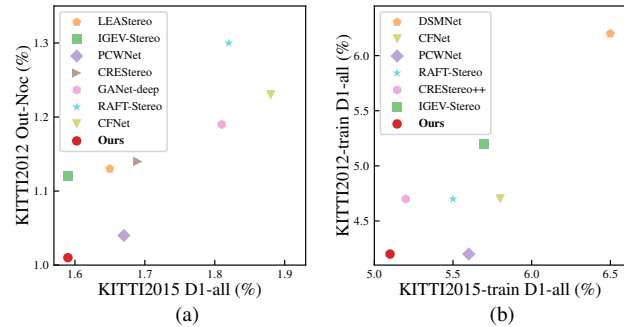 LEAStereo
IGEV-Stereo
PCWNet
CREStereo
GANet-deep
RAFT-Stereo
CFNet
Ours
KITTI2012 Out-Noc (%)
1.3
1.2
1.1
1.0
1.6
1.7
1.8
1.9
KITTI2015 D1-all (%)
(a)
DSMNet
CFNet
PCWNet
RAFT-Stereo
CREStereo++
IGEV-Stereo
Ours
KITTI2012-train D1-all (%)
6.0
5.5
5.0
4.5
5.0
5.5
6.0
6.5
KITTI2015-train D1-all (%)
(b)